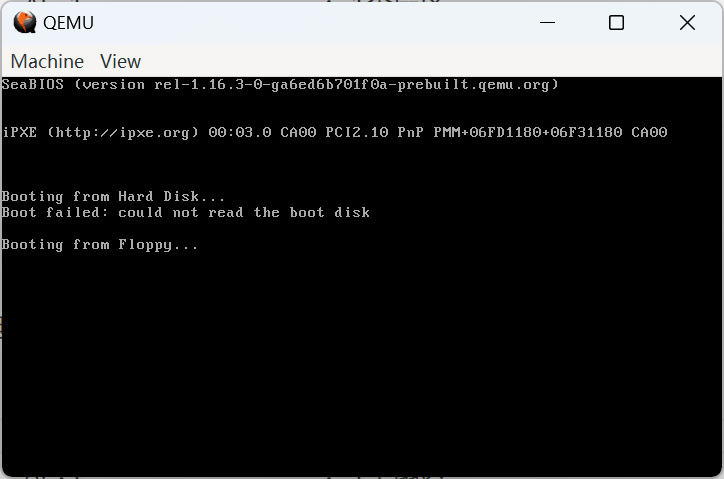 QEMU
Machine View
SeaBIOS (version rel-1.16.3-0-ga6ed6b701f0a-prebuilt.qemu.org)
iPXE (http://ipxe.org) 00:03.0 CA00 PCI2.10 PnP PMM+06FD1180+06F31180 CA00
Booting from Hard Disk...
Boot failed: could not read the boot disk
Booting from Floppy...